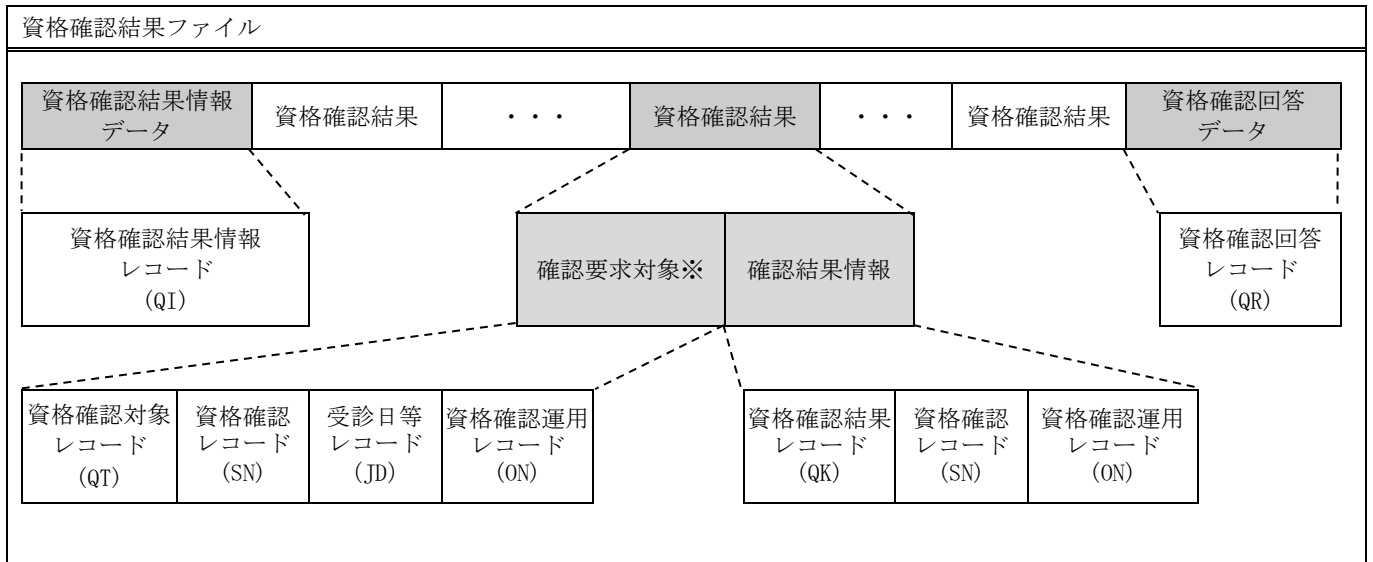 資格確認結果ファイル
資格確認結果情報
データ
資格確認結果
・・・
資格確認結果
・・・
資格確認結果
資格確認回答
データ
資格確認結果情報
レコード
(QI)
確認要求対象※
確認結果情報
資格確認回答
レコード
(QR)
資格確認対象
レコード
(QT)
資格確認
レコード
(SN)
受診日等
レコード
(JD)
資格確認運用
レコード
(ON)
資格確認結果
レコード
(QK)
資格確認
レコード
(SN)
資格確認運用
レコード
(ON)